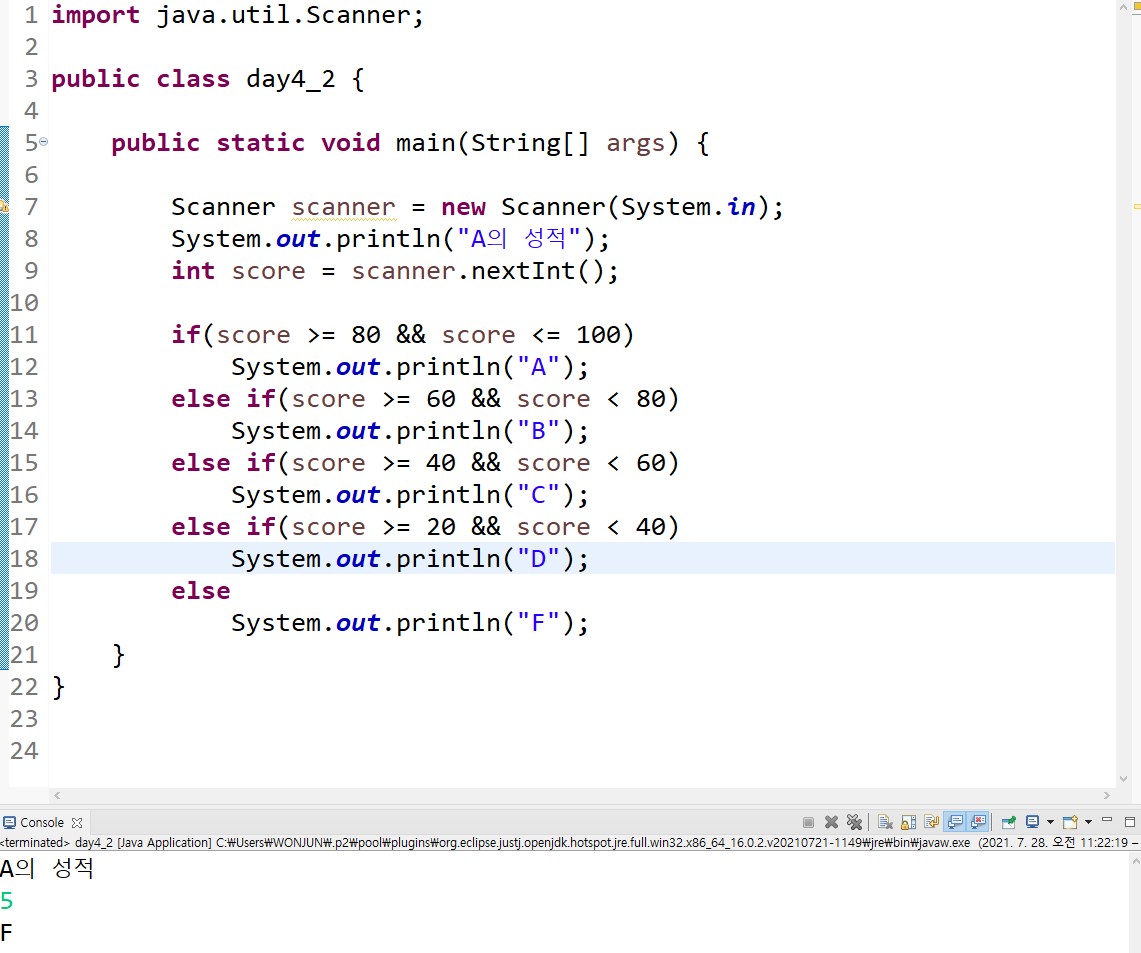 1 import java.util.Scanner;
2
3 public class day4_2 {
4
5     public static void main(String[] args) {
6
7         Scanner scanner = new Scanner(System.in);
8         System.out.println("A의 성적");
9         int score = scanner.nextInt();
10
11         if(score >= 80 && score <= 100)
12             System.out.println("A");
13         else if(score >= 60 && score < 80)
14             System.out.println("B");
15         else if(score >= 40 && score < 60)
16             System.out.println("C");
17         else if(score >= 20 && score < 40)
18             System.out.println("D");
19         else
20             System.out.println("F");
21     }
22 }
23
24
Console
<terminated> day4_2 [Java Application] C:₩Users₩WONJUN₩.p2₩pool₩plugins₩org.eclipse.justj.openjdk.hotspot.jre.full.win32.x86_64_16.0.2.v20210721-1149₩jre₩bin₩javaw.exe (2021. 7. 28. 오전 11:22:19 –
A의 성적
5
F